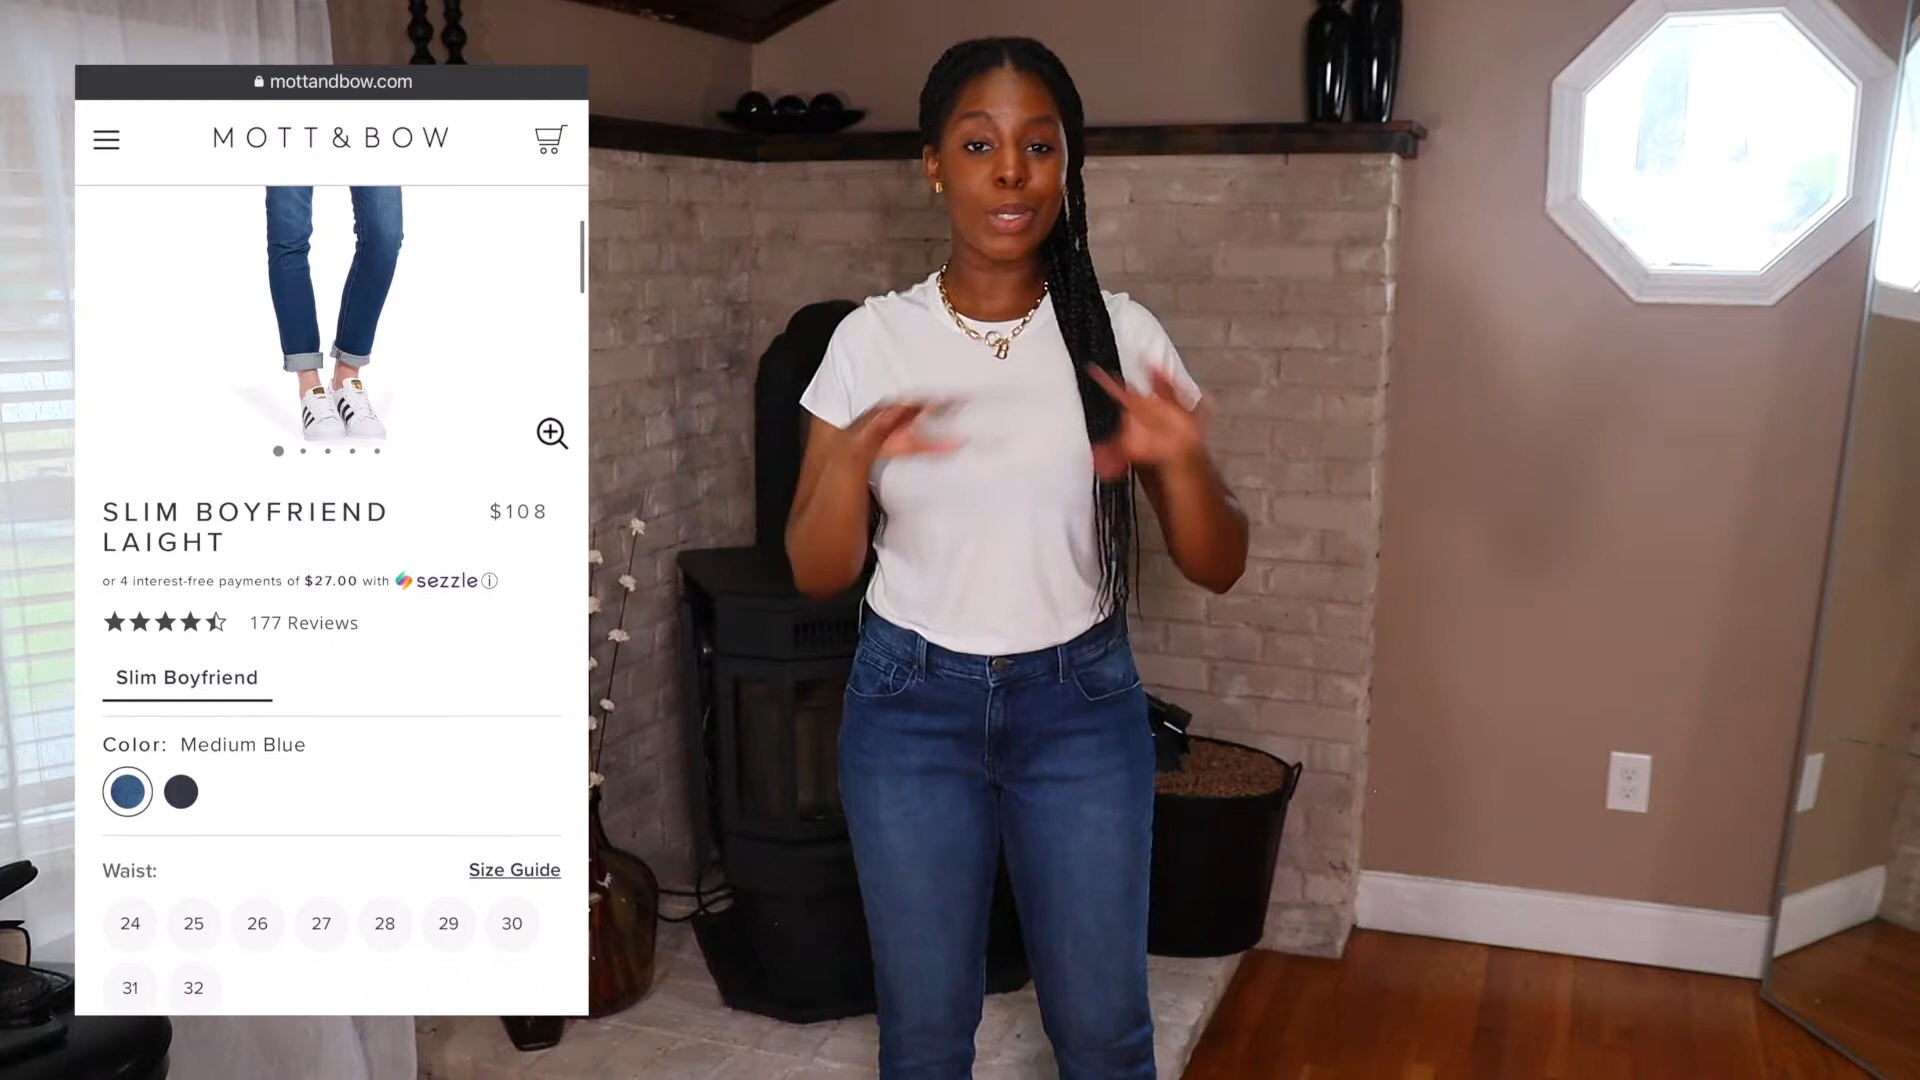 mottandbow.com
MOTT & BOW
SLIM BOYFRIEND $108
LAIGHT
or 4 interest-free payments of $27.00 with sezzle ⓘ
177 Reviews
Slim Boyfriend
Color: Medium Blue
Waist: Size Guide
24 25 26 27 28 29 30
31 32
B